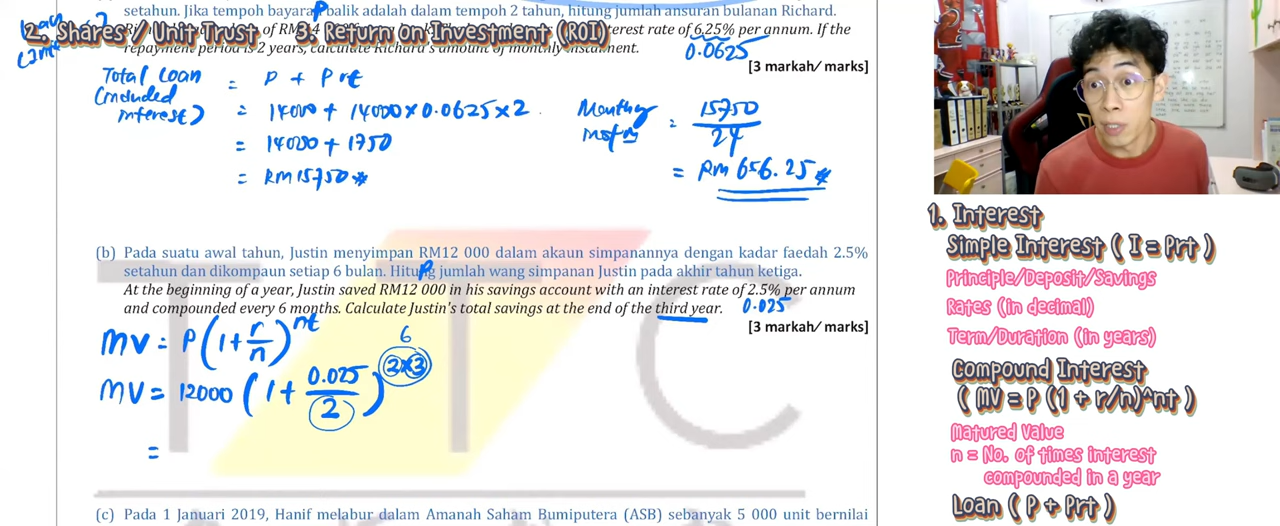 setahun. Jika tempoh bayaran balik adalah dalam tempoh 2 tahun, hitung jumlah ansuran bulanan Richard.
P
2. Shares / Unit Trust 3. Return on Investment (ROI)
of RM14 interest rate of 6.25% per annum. If the
repayment period is 2 years, calculate Richard's amount of monthly instalment.
0.0625
[3 markah/ marks]
Total Loan = P + Prt
(included interest)
= 14000 + 14000 × 0.0625 × 2
= 14000 + 1750
= RM15750
Monthly = 15750 / 24
= RM 656.25
(b) Pada suatu awal tahun, Justin menyimpan RM12 000 dalam akaun simpanannya dengan kadar faedah 2.5%
setahun dan dikompaun setiap 6 bulan. Hitung jumlah wang simpanan Justin pada akhir tahun ketiga.
P
At the beginning of a year, Justin saved RM12 000 in his savings account with an interest rate of 2.5% per annum
and compounded every 6 months. Calculate Justin's total savings at the end of the third year.
0.025
[3 markah/ marks]
MV = P(1 + r/n)^nt
6
MV = 12000 (1 + 0.025/2)^2×3
=
T T C
(c) Pada 1 Januari 2019, Hanif melabur dalam Amanah Saham Bumiputera (ASB) sebanyak 5 000 unit bernilai
1. Interest
Simple Interest ( I = Prt )
Principle/Deposit/Savings
Rates (in decimal)
Term/Duration (in years)
Compound Interest
( MV = P (1 + r/n)^nt )
Matured Value
n = No. of times interest
compounded in a year
Loan ( P + Prt )